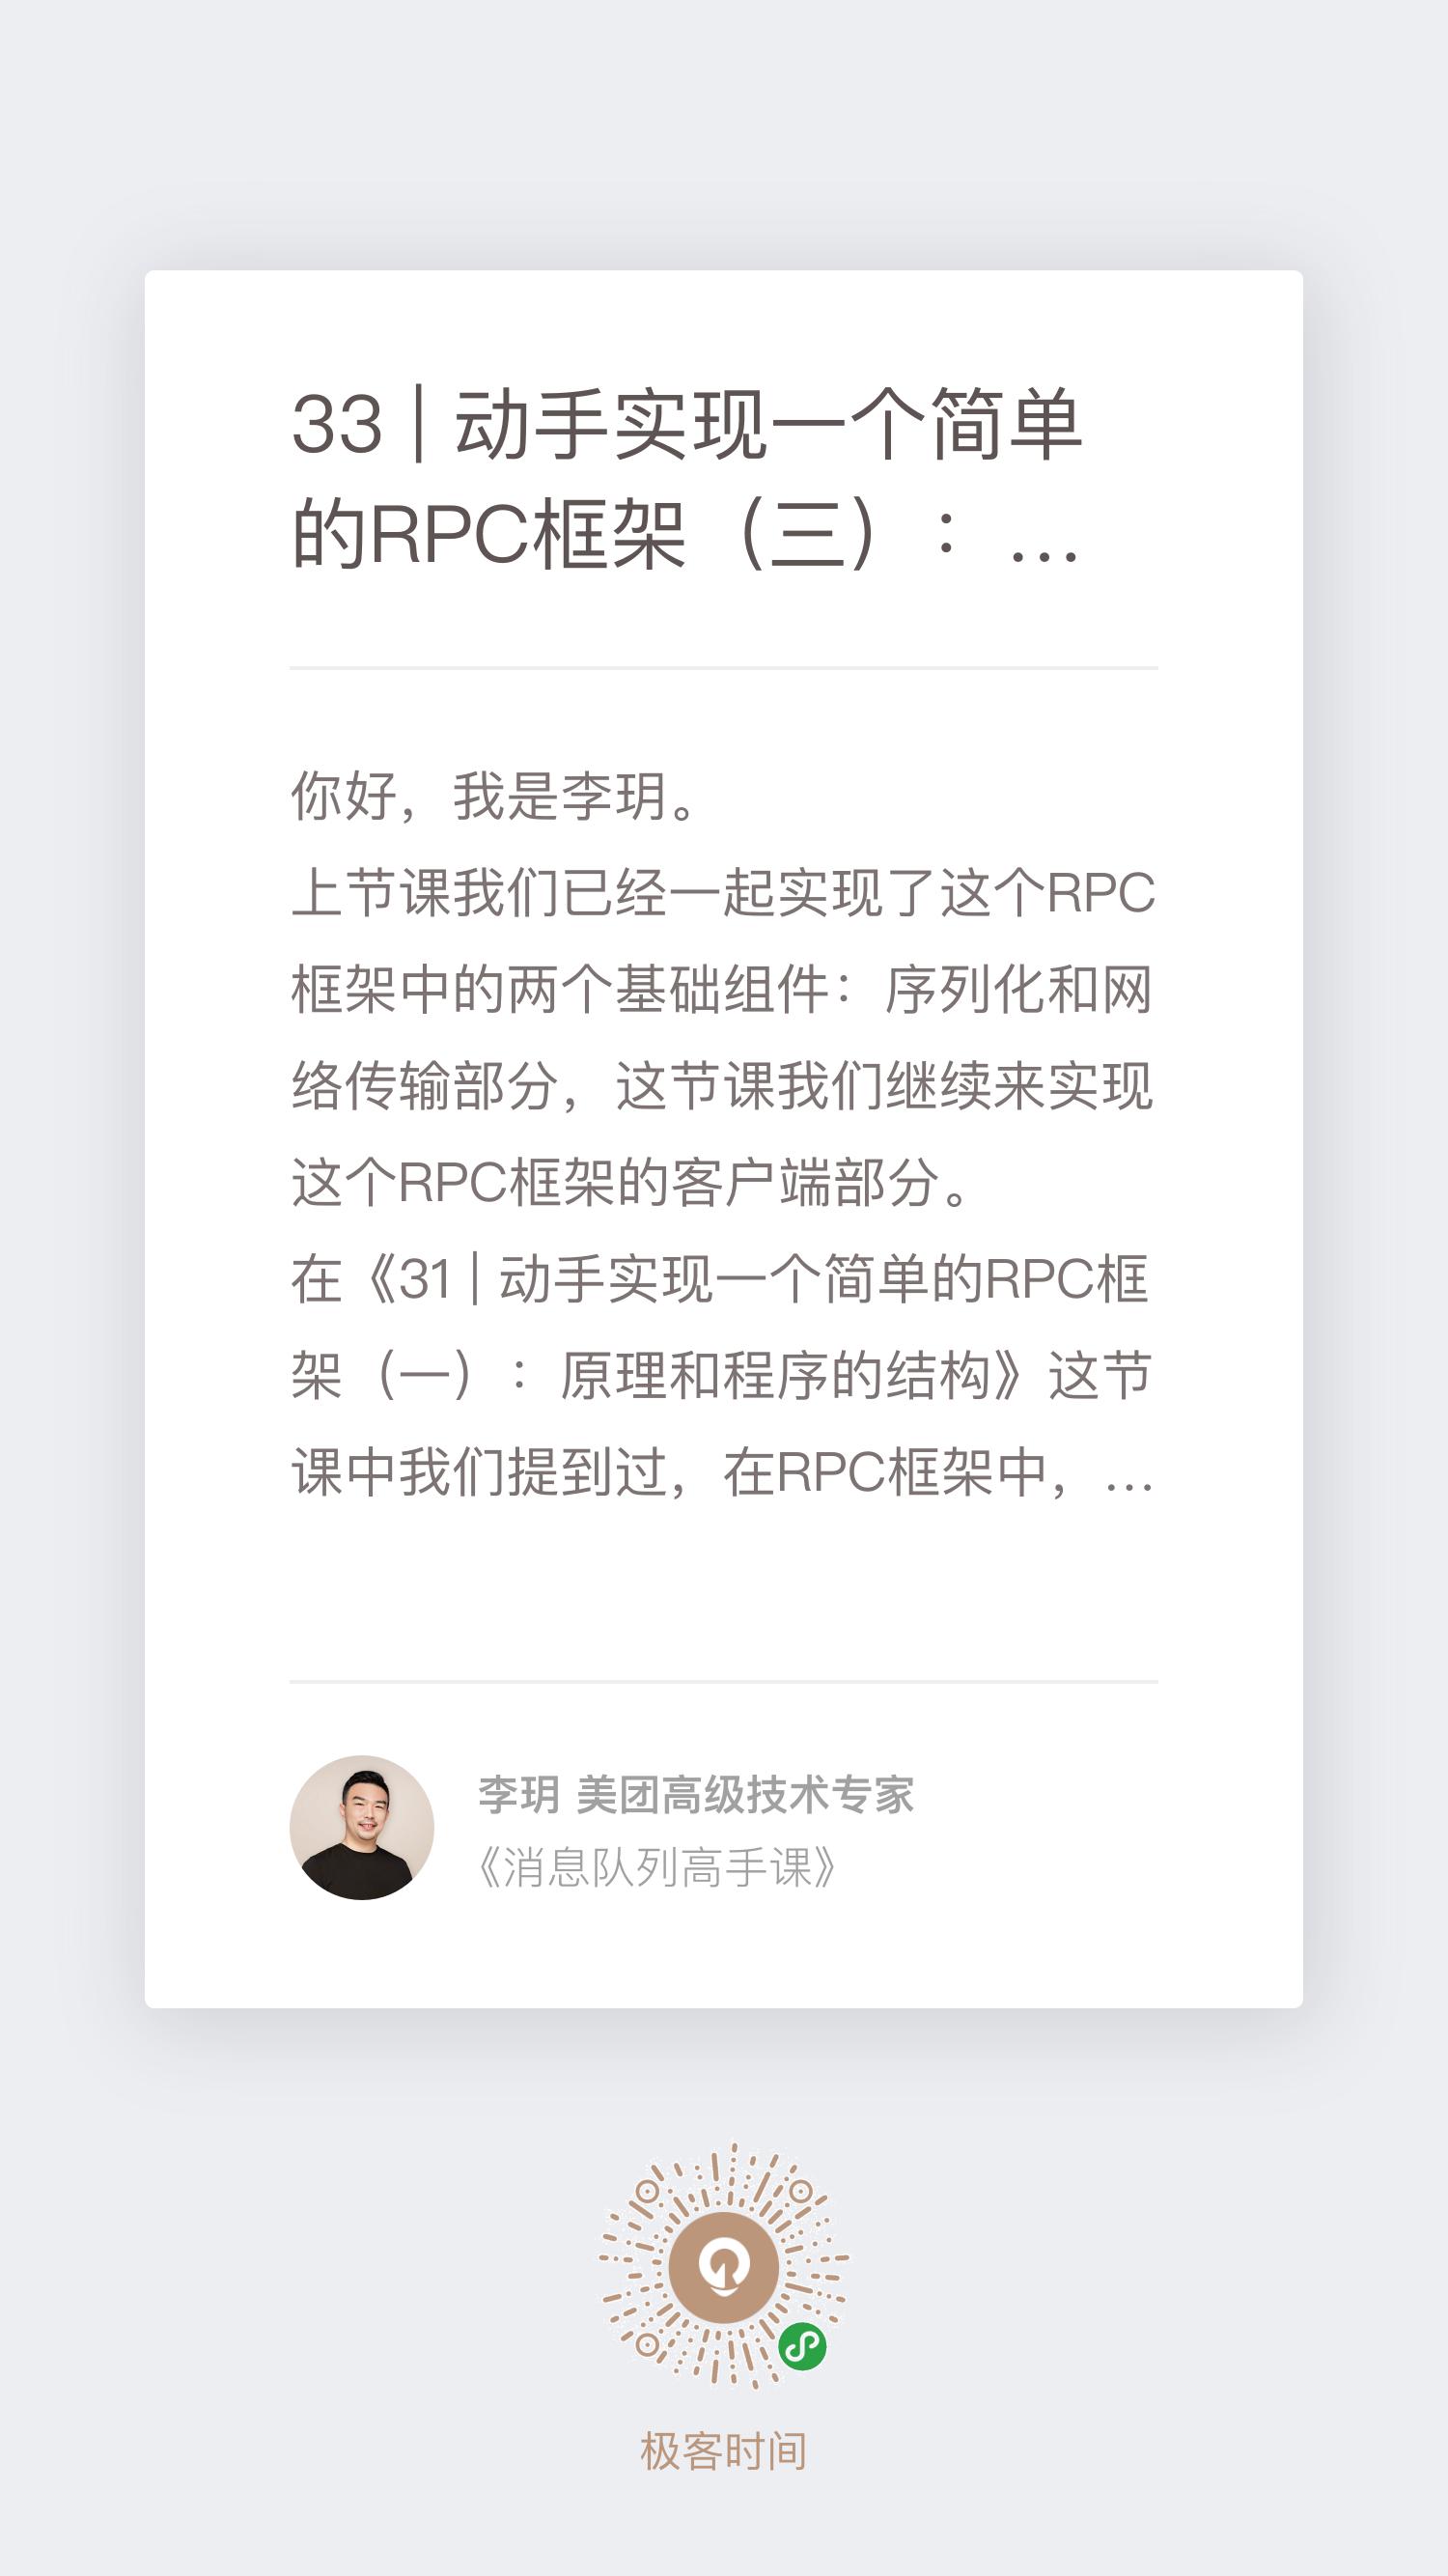 33 | 动手实现一个简单
的RPC框架（三）：...
你好，我是李玥。
上节课我们已经一起实现了这个RPC
框架中的两个基础组件：序列化和网
络传输部分，这节课我们继续来实现
这个RPC框架的客户端部分。
在《31 | 动手实现一个简单的RPC框
架（一）：原理和程序的结构》这节
课中我们提到过，在RPC框架中，...
李玥 美团高级技术专家
《消息队列高手课》
极客时间